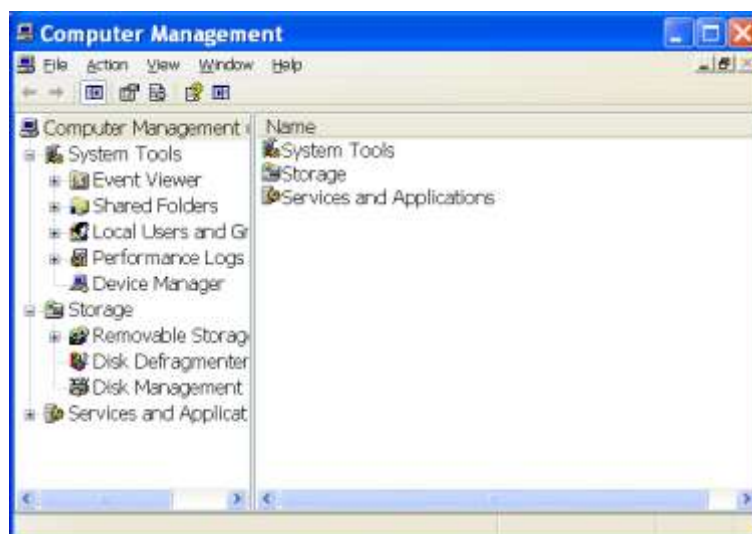 Computer Management
File Action View Window Help
Computer Management
Name
System Tools
Event Viewer
Shared Folders
Local Users and Gr
Performance Logs
Device Manager
Storage
Removable Storag
Disk Defragmenter
Disk Management
Services and Applicat
System Tools
Storage
Services and Applications